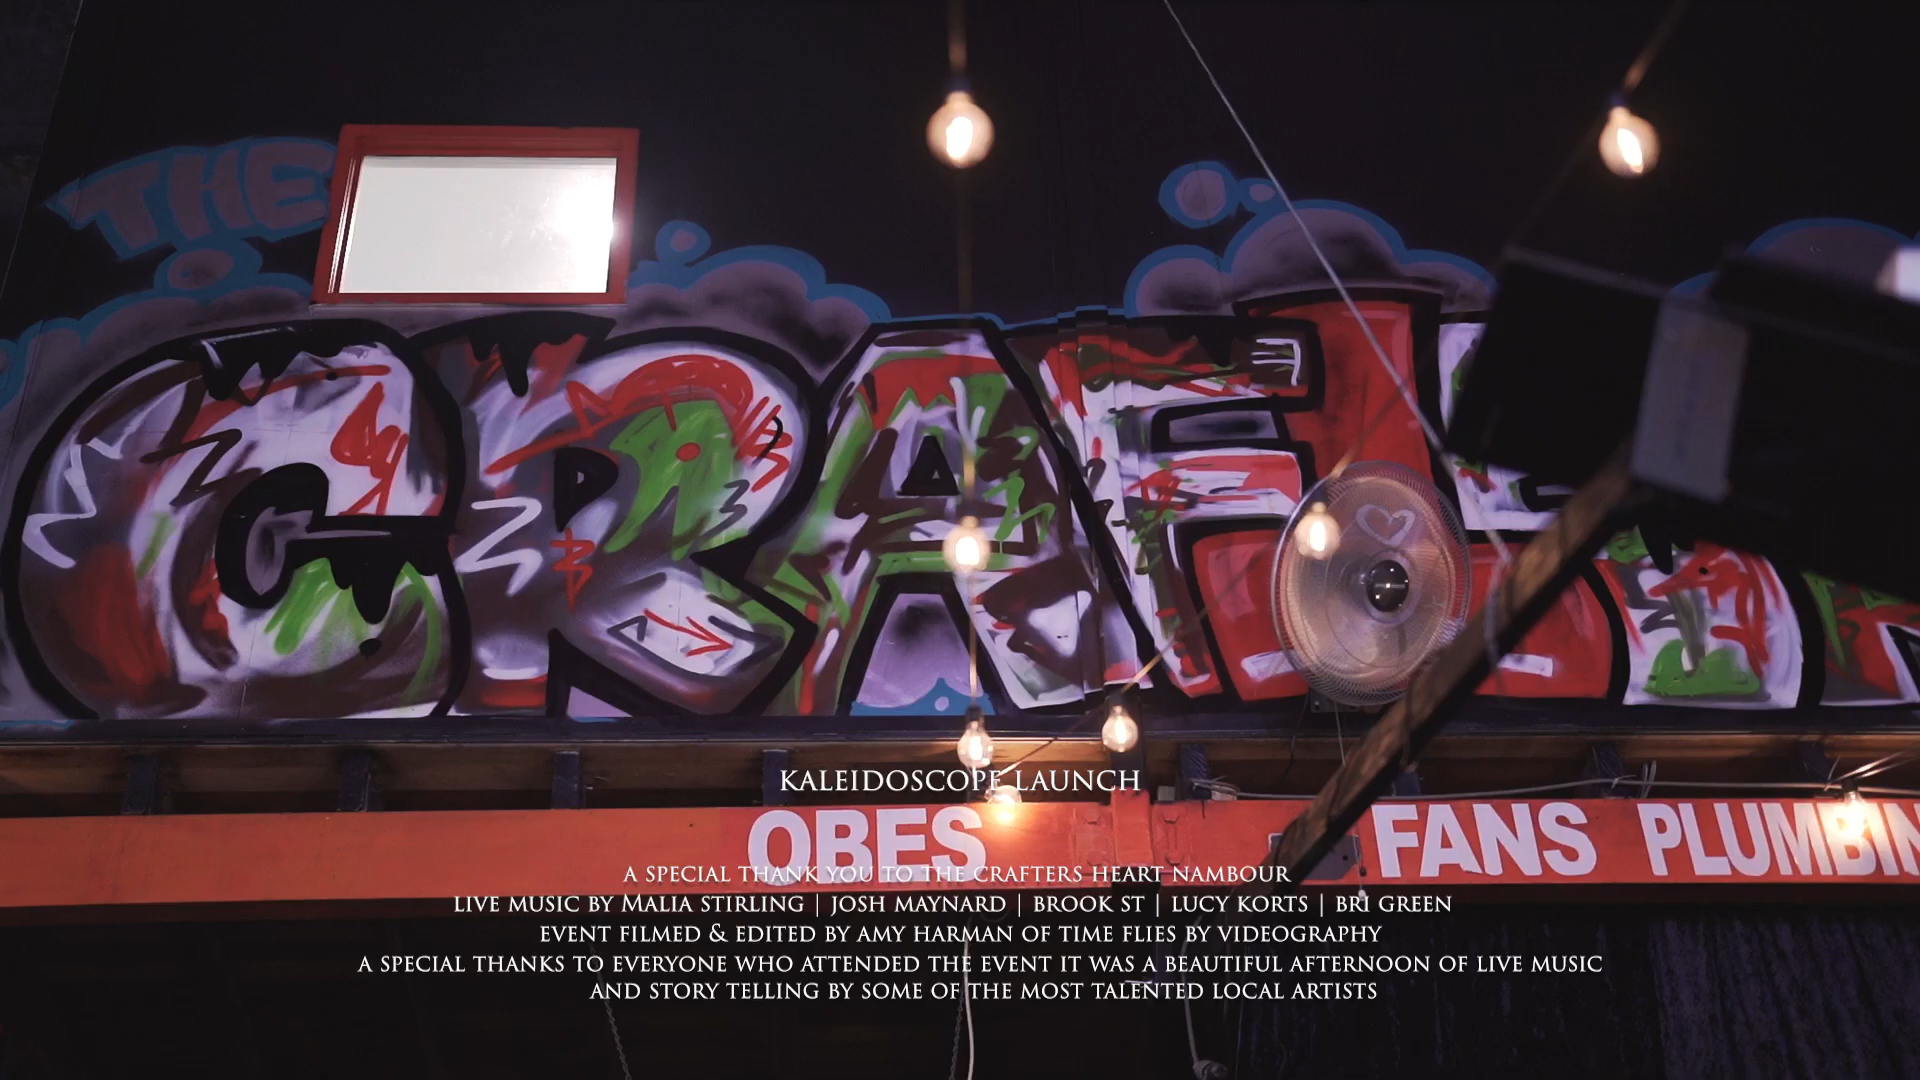 THE
CRAFT
KALEIDOSCOPE LAUNCH
OBES FANS PLUMBIN
A SPECIAL THANK YOU TO THE CRAFTERS HEART NAMBOUR
LIVE MUSIC BY MALIA STIRLING | JOSH MAYNARD | BROOK ST | LUCY KORTS | BRI GREEN
EVENT FILMED & EDITED BY AMY HARMAN OF TIME FLIES BY VIDEOGRAPHY
A SPECIAL THANKS TO EVERYONE WHO ATTENDED THE EVENT IT WAS A BEAUTIFUL AFTERNOON OF LIVE MUSIC
AND STORY TELLING BY SOME OF THE MOST TALENTED LOCAL ARTISTS